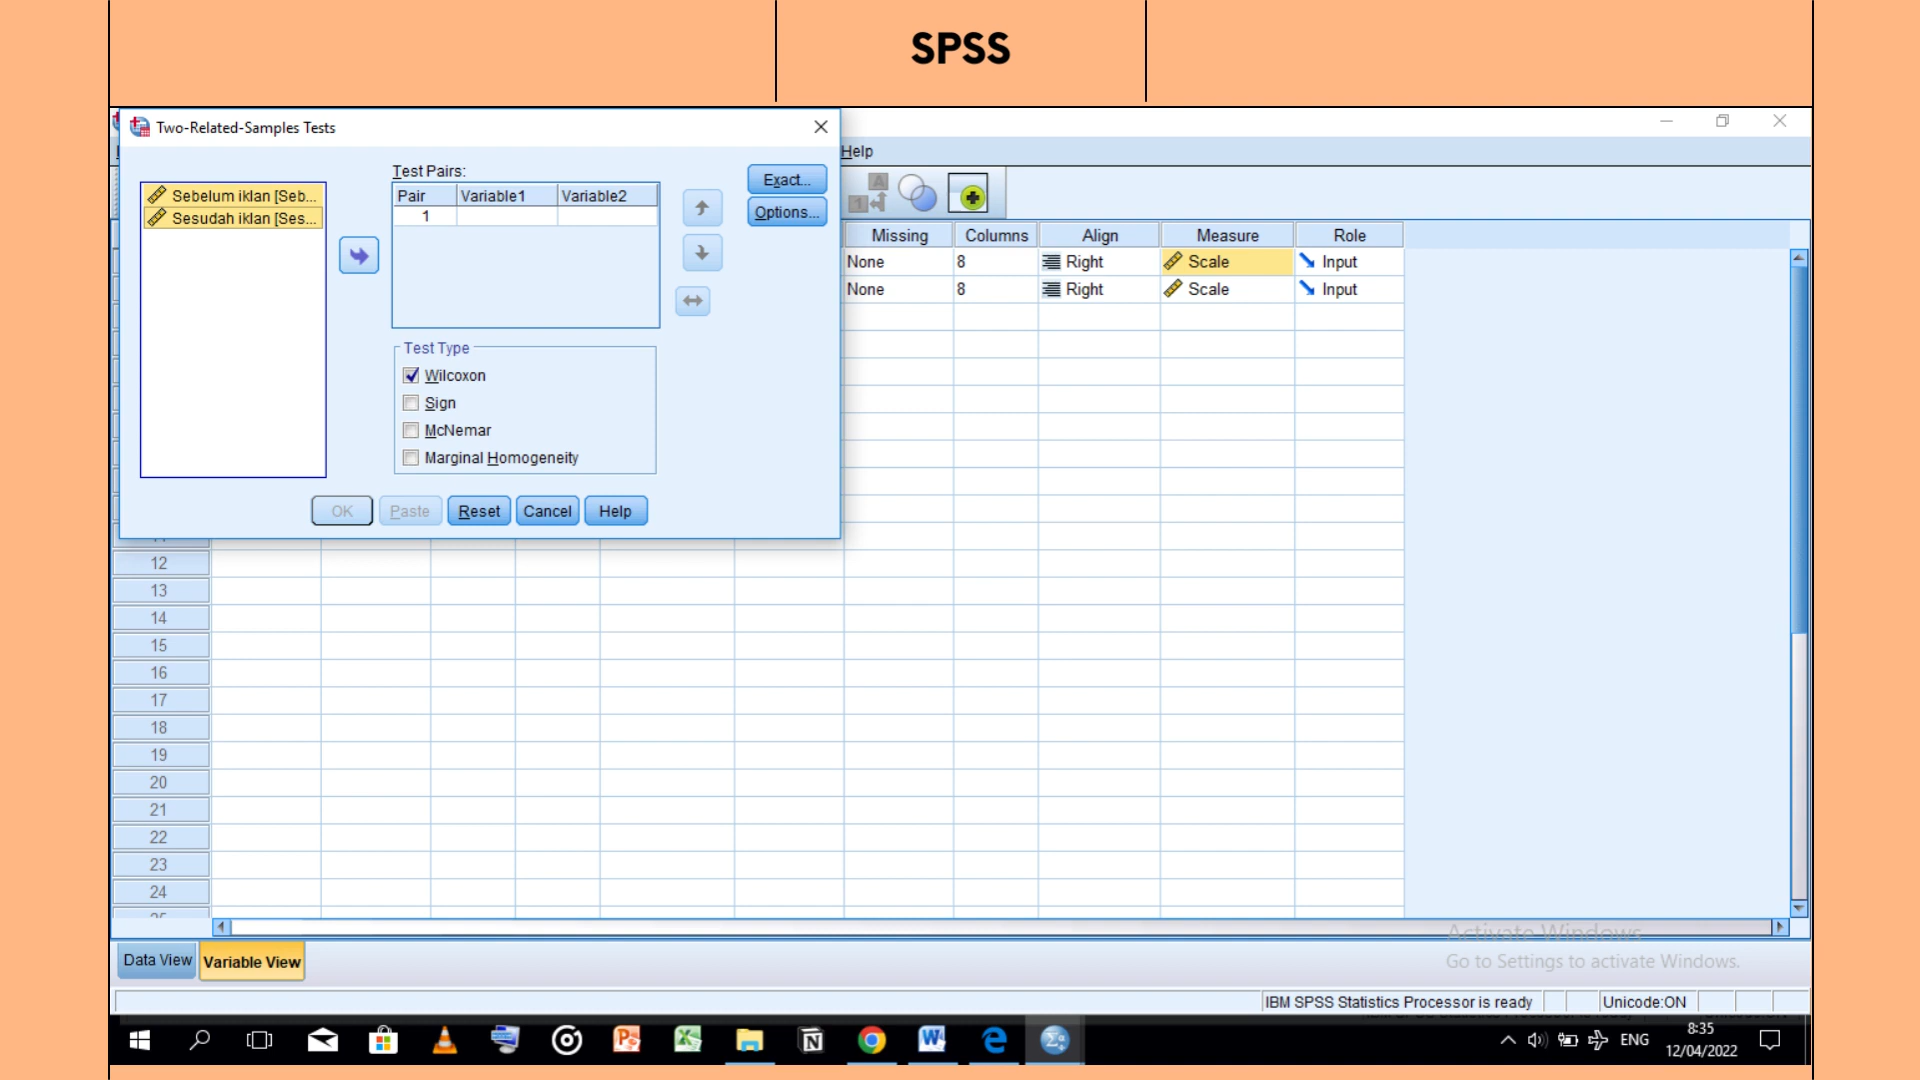 SPSS
Two-Related-Samples Tests
Help
Sebelum iklan [Seb...
Sesudah iklan [Ses...
Test Pairs:
Pair Variable1 Variable2
1
Exact...
Options...
Test Type
Wilcoxon
Sign
McNemar
Marginal Homogeneity
OK Paste Reset Cancel Help
Missing Columns Align Measure Role
None 8 Right Scale Input
None 8 Right Scale Input
12
13
14
15
16
17
18
19
20
21
22
23
24
Data View Variable View
Activate Windows
Go to Settings to activate Windows.
IBM SPSS Statistics Processor is ready Unicode:ON
ENG
8:35
12/04/2022